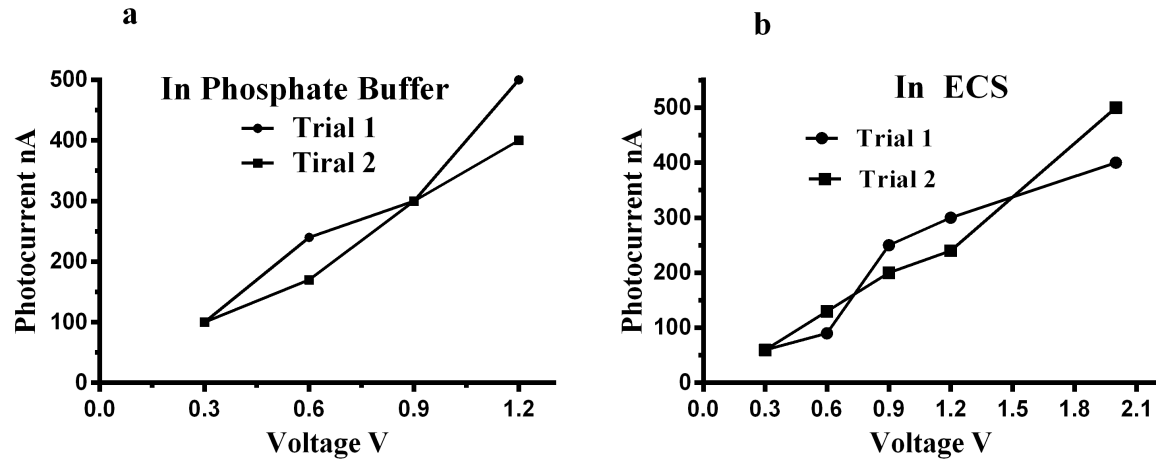 a
In Phosphate Buffer
Trial 1
Tiral 2
Photocurrent nA
500
400
300
200
100
0
0.0 0.3 0.6 0.9 1.2
Voltage V
b
In ECS
Trial 1
Trial 2
Photocurrent nA
500
400
300
200
100
0
0.0 0.3 0.6 0.9 1.2 1.5 1.8 2.1
Voltage V